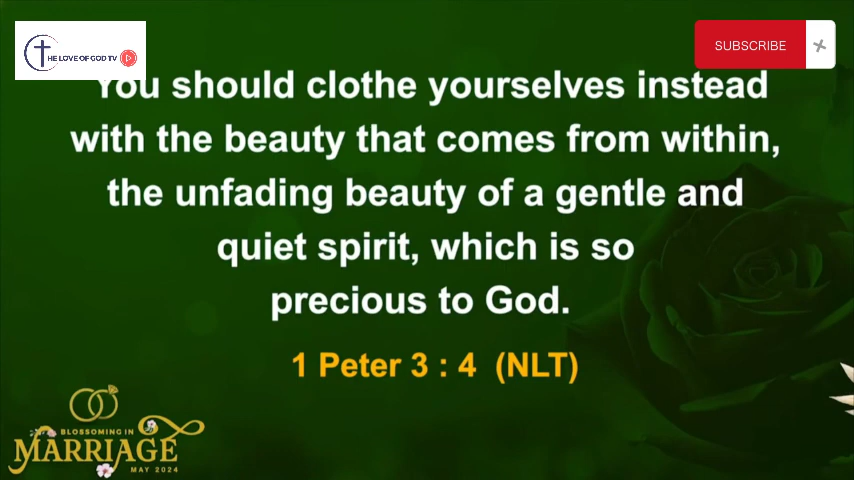 THE LOVE OF GOD TV
SUBSCRIBE
You should clothe yourselves instead
with the beauty that comes from within,
the unfading beauty of a gentle and
quiet spirit, which is so
precious to God.
1 Peter 3 : 4 (NLT)
BLOSSOMING IN
MARRIAGE
MAY 2024